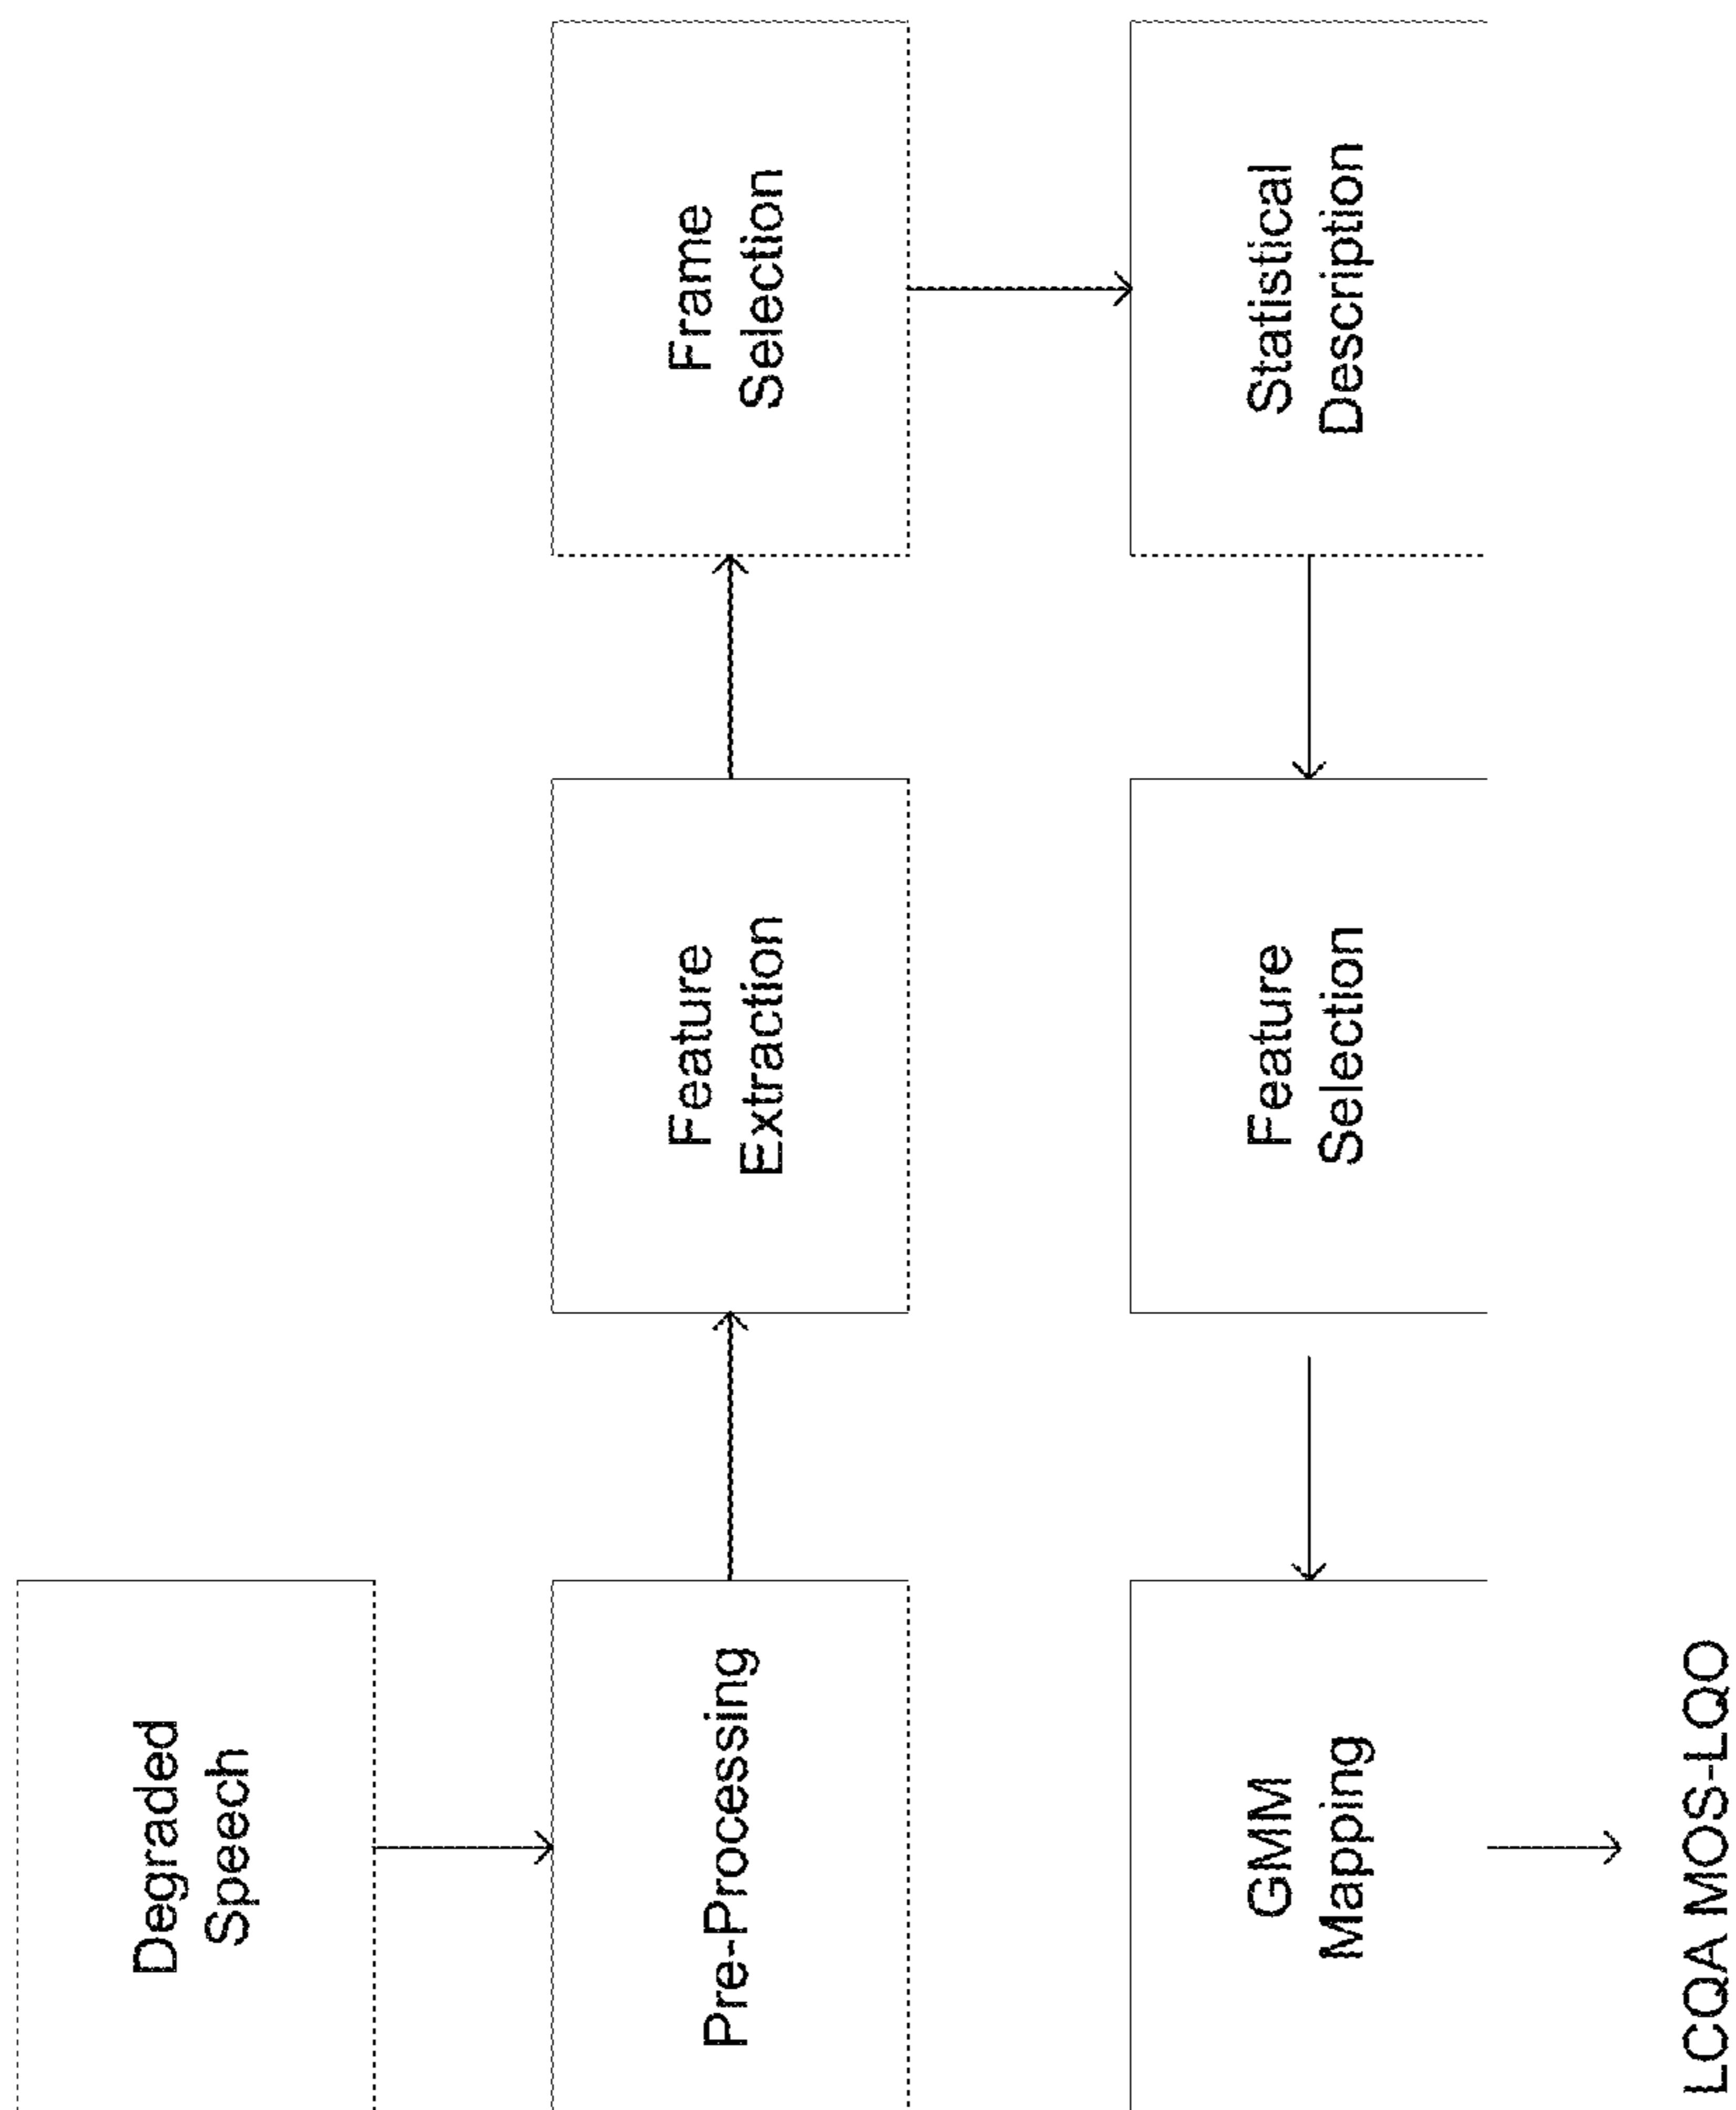 Degraded
Speech
Pre-Processing
Feature
Extraction
Frame
Selection
Statistical
Description
Feature
Selection
GMM
Mapping
LCQA MOS-LQO